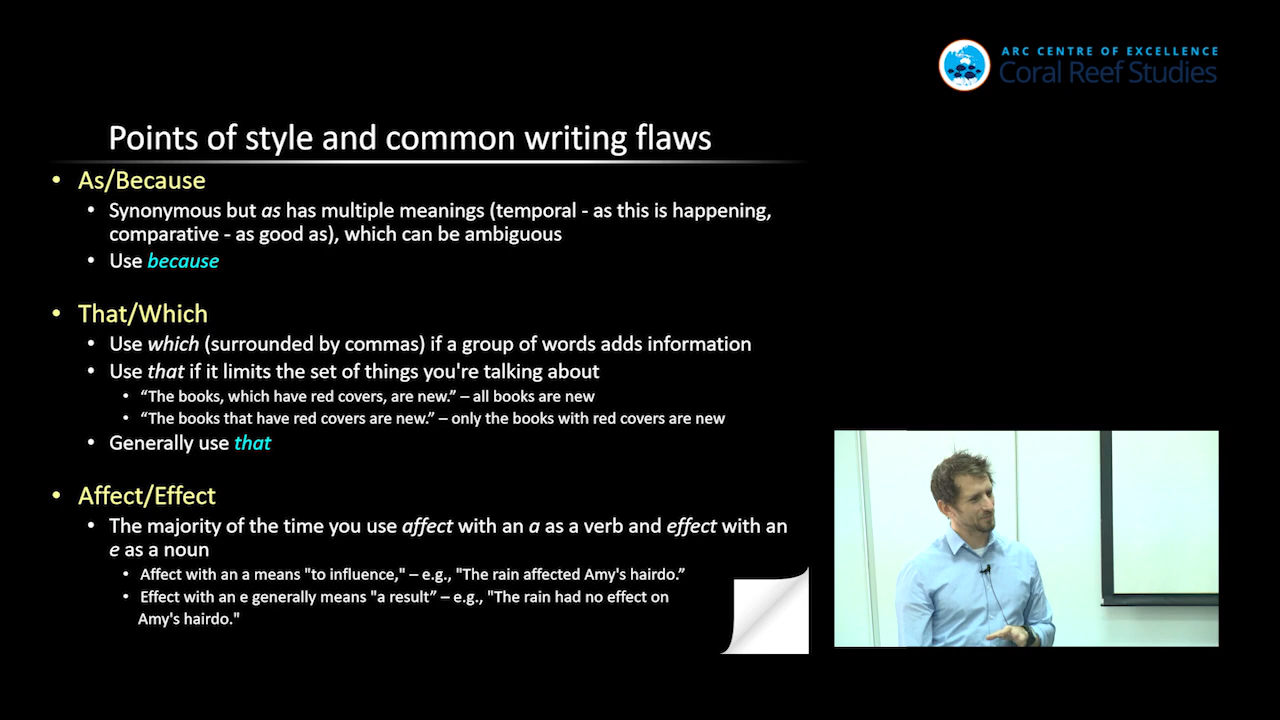 ARC CENTRE OF EXCELLENCE
Coral Reef Studies
Points of style and common writing flaws
• As/Because
• Synonymous but as has multiple meanings (temporal - as this is happening,
comparative - as good as), which can be ambiguous
• Use because
• That/Which
• Use which (surrounded by commas) if a group of words adds information
• Use that if it limits the set of things you're talking about
• “The books, which have red covers, are new.” – all books are new
• “The books that have red covers are new.” – only the books with red covers are new
• Generally use that
• Affect/Effect
• The majority of the time you use affect with an a as a verb and effect with an
e as a noun
• Affect with an a means "to influence," – e.g., "The rain affected Amy's hairdo.”
• Effect with an e generally means "a result” – e.g., "The rain had no effect on
Amy's hairdo."